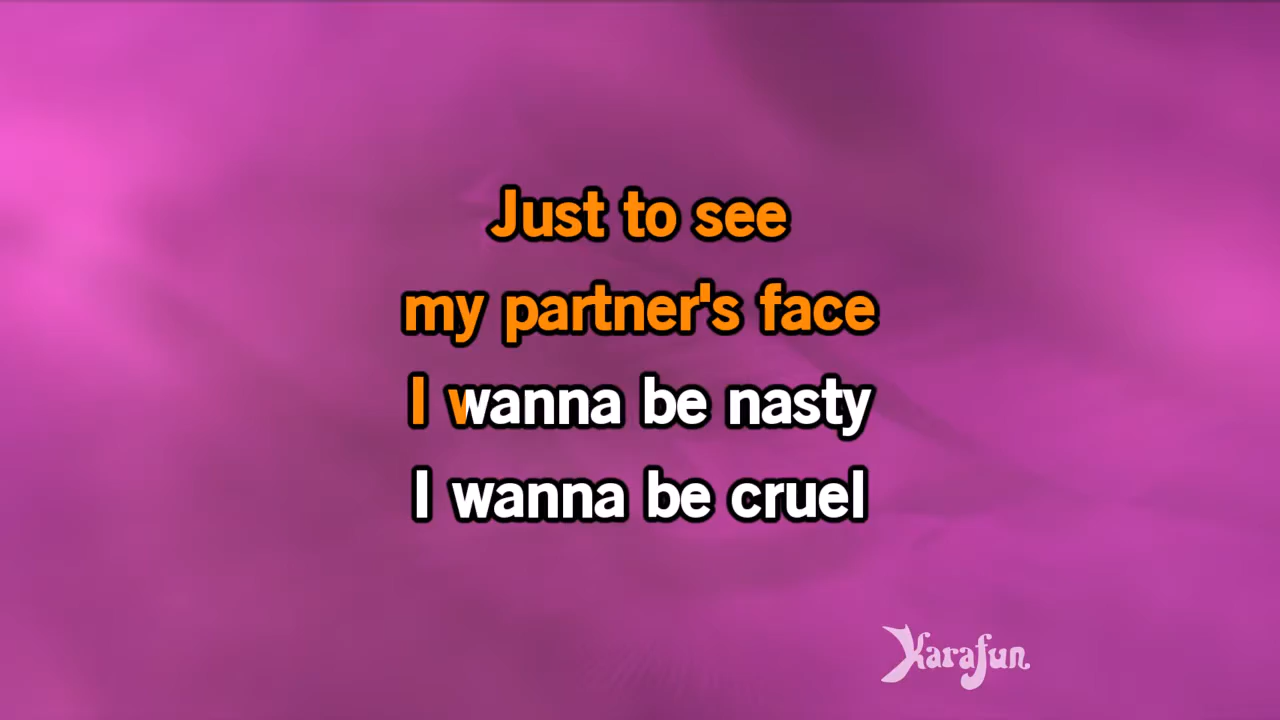 Just to see
my partner's face
I wanna be nasty
I wanna be cruel
Karafun